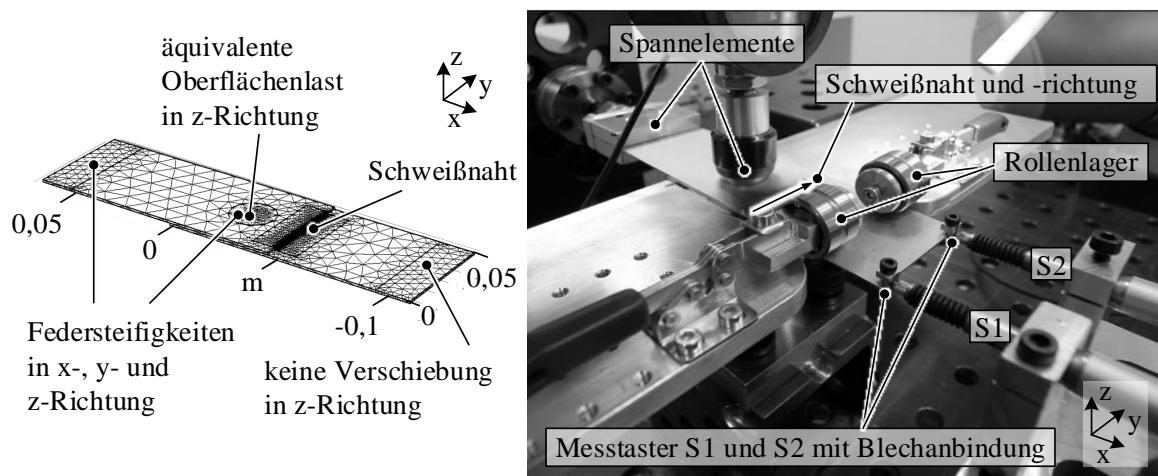 äquivalente
Oberflächenlast
in z-Richtung
z
y
x
Schweißnaht
0,05
0
m
-0,1
0
0,05
Federsteifigkeiten
in x-, y- und
z-Richtung
keine Verschiebung
in z-Richtung
Spannelemente
Schweißnaht und -richtung
Rollenlager
S2
S1
Messtaster S1 und S2 mit Blechanbindung
z
y
x